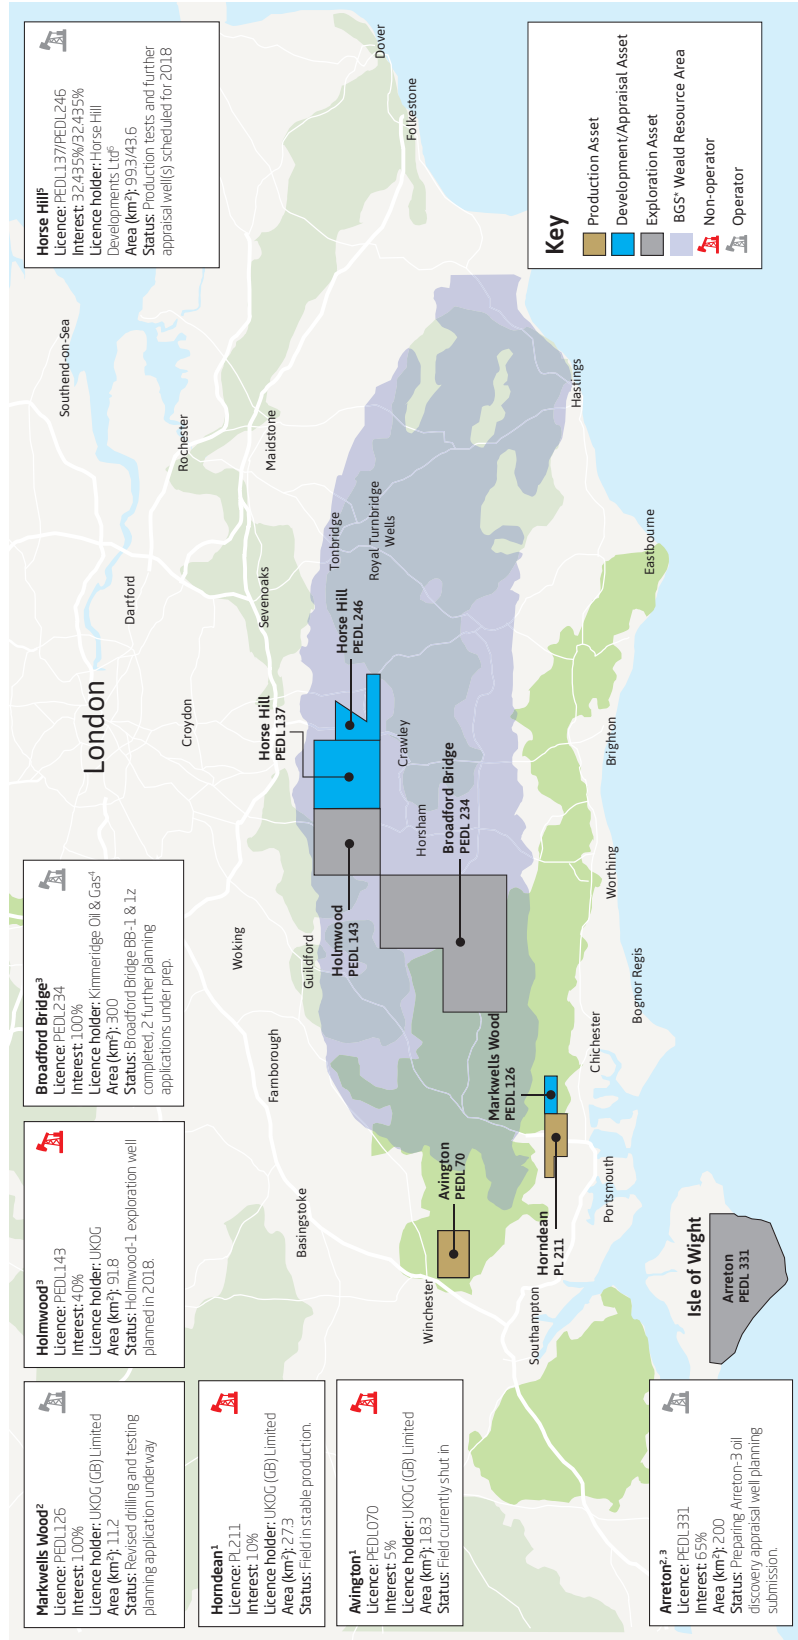 Markwells Wood²
Licence: PEDL126
Interest: 100%
Licence holder: UKOG (GB) Limited
Area (km²): 11.2
Status: Revised drilling and testing
planning application underway
Holmwood³
Licence: PEDL143
Interest: 40%
Licence holder: UKOG
Area (km²): 91.8
Status: Holmwood-1 exploration well
planned in 2018.
Broadford Bridge³
Licence: PEDL234
Interest: 100%
Licence holder: Kimmeridge Oil & Gas⁴
Area (km²): 300
Status: Broadford Bridge BB-1 & 1z
completed, 2 further planning
applications under prep.
Horse Hill⁵
Licence: PEDL137/PEDL246
Interest: 32.435%/32.435%
Licence holder: Horse Hill
Developments Ltd⁶
Area (km²): 99.3/43.6
Status: Production tests and further
appraisal well(s) scheduled for 2018
Horndean¹
Licence: PL211
Interest: 10%
Licence holder: UKOG (GB) Limited
Area (km²): 27.3
Status: Field in stable production.
Avington¹
Licence: PEDL070
Interest: 5%
Licence holder: UKOG (GB) Limited
Area (km²): 18.3
Status: Field currently shut in
Arreton²·³
Licence: PEDL331
Interest: 65%
Area (km²): 200
Status: Preparing Arreton-3 oil
discovery appraisal well planning
submission.
London
Southend-on-Sea
Dartford
Rochester
Croydon
Woking
Sevenoaks
Maidstone
Farnborough
Guildford
Basingstoke
Dover
Folkestone
Tonbridge
Royal Turnbridge
Wells
Horse Hill
PEDL 137
Horse Hill
PEDL 246
Holmwood
PEDL 143
Crawley
Horsham
Broadford Bridge
PEDL 234
Winchester
Avington
PEDL 70
Markwells Wood
PEDL 126
Horndean
PL 211
Southampton
Portsmouth
Chichester
Bognor Regis
Worthing
Brighton
Eastbourne
Hastings
Isle of Wight
Arreton
PEDL 331
Key
Production Asset
Development/Appraisal Asset
Exploration Asset
BGS* Weald Resource Area
Non-operator
Operator